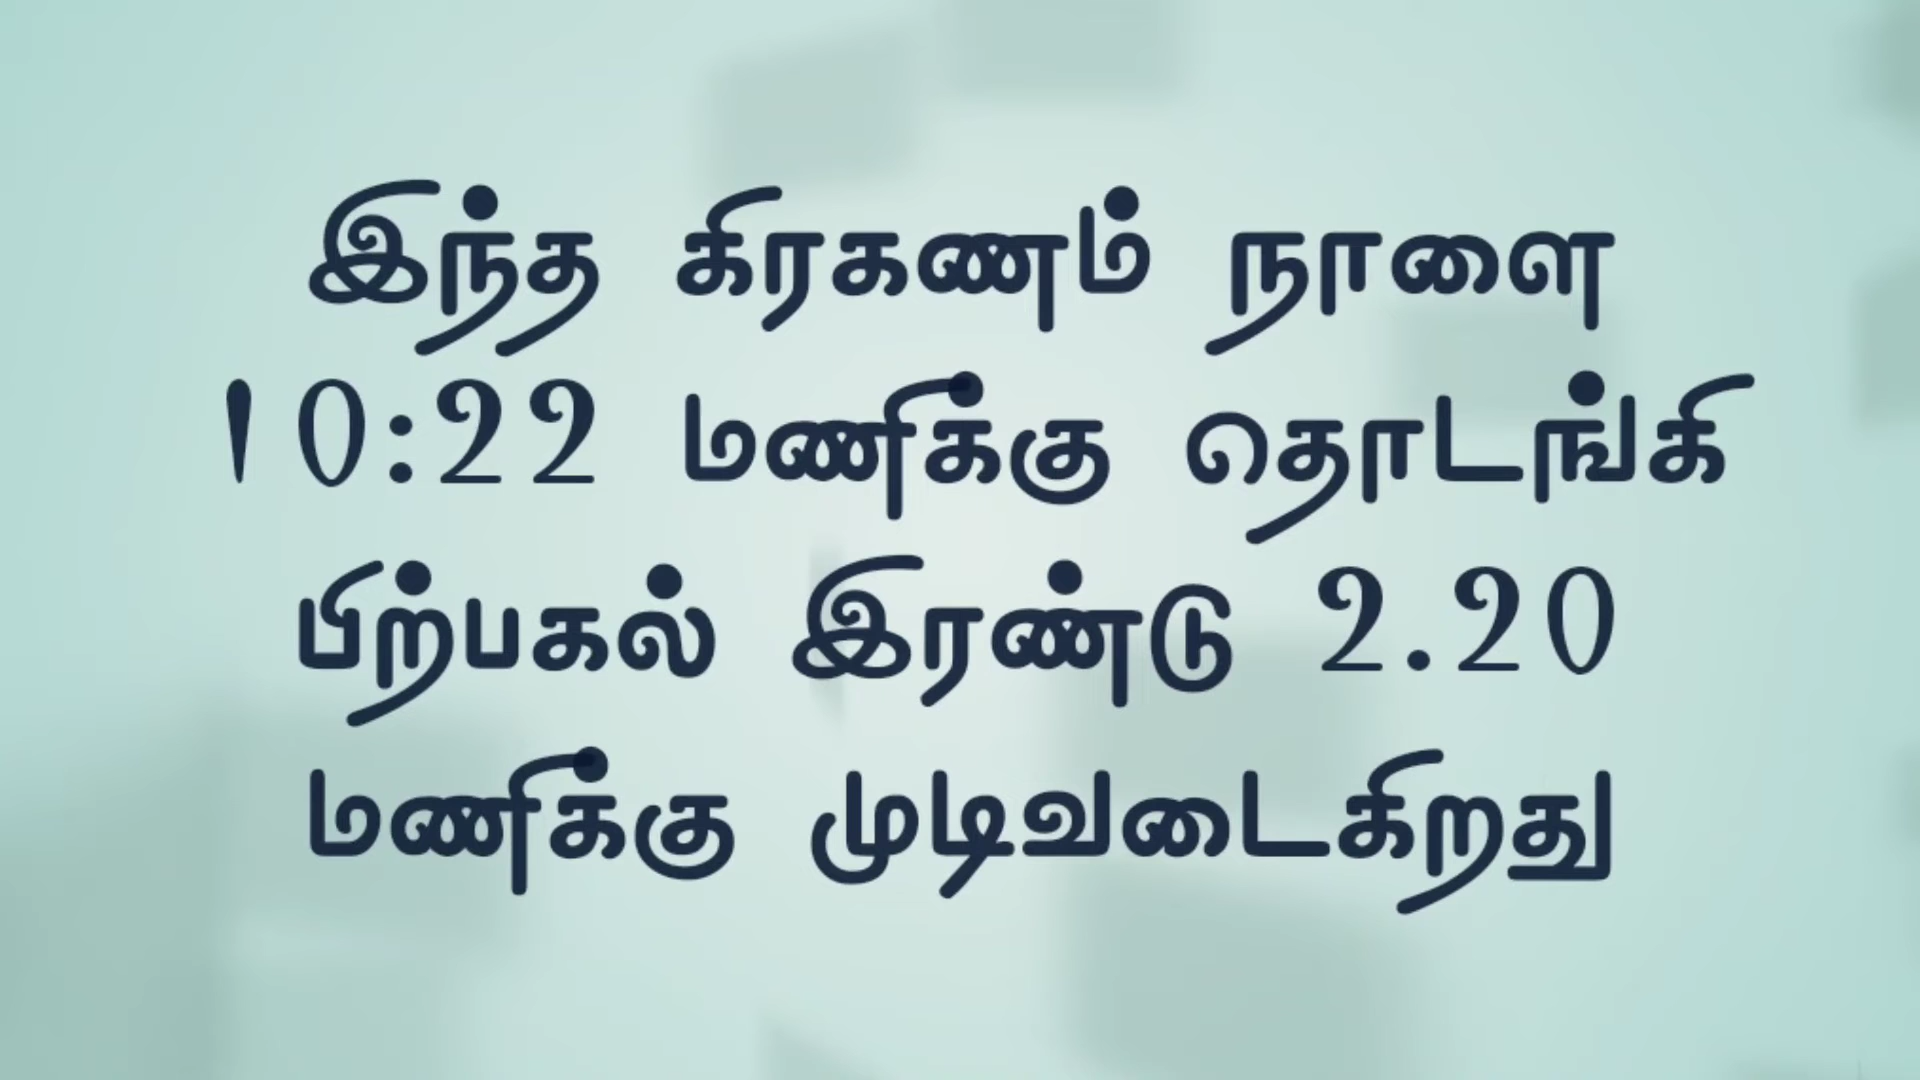 இந்த கிரகணம் நாளை
10:22 மணிக்கு தொடங்கி
பிற்பகல் இரண்டு 2.20
மணிக்கு முடிவடைகிறது